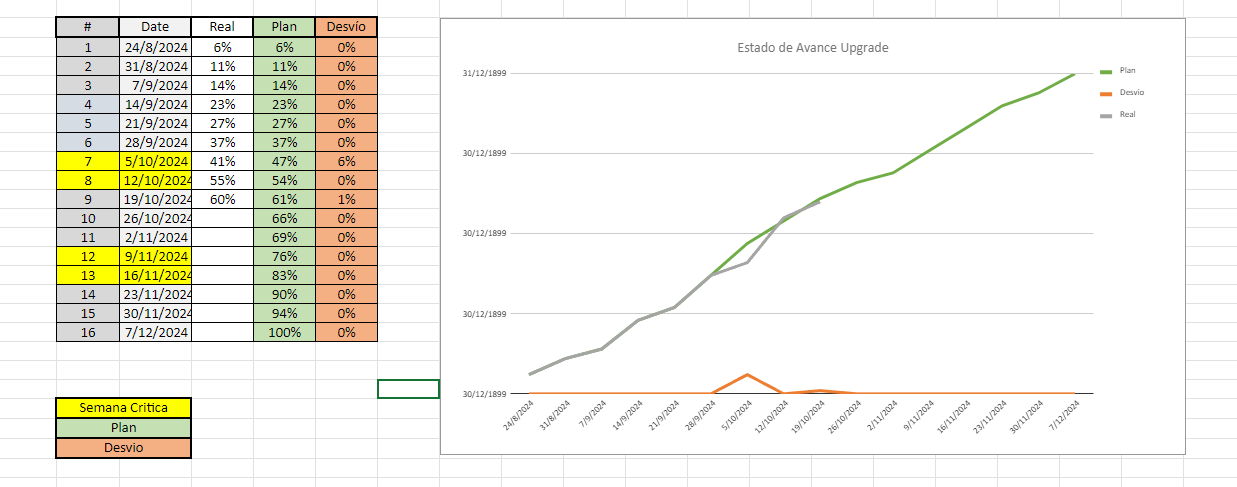 # Date Real Plan Desvío
1 24/8/2024 6% 6% 0%
2 31/8/2024 11% 11% 0%
3 7/9/2024 14% 14% 0%
4 14/9/2024 23% 23% 0%
5 21/9/2024 27% 27% 0%
6 28/9/2024 37% 37% 0%
7 5/10/2024 41% 47% 6%
8 12/10/2024 55% 54% 0%
9 19/10/2024 60% 61% 1%
10 26/10/2024 66% 0%
11 2/11/2024 69% 0%
12 9/11/2024 76% 0%
13 16/11/2024 83% 0%
14 23/11/2024 90% 0%
15 30/11/2024 94% 0%
16 7/12/2024 100% 0%
Semana Critica
Plan
Desvio
Estado de Avance Upgrade
31/12/1899
30/12/1899
30/12/1899
30/12/1899
30/12/1899
24/8/2024 31/8/2024 7/9/2024 14/9/2024 21/9/2024 28/9/2024 5/10/2024 12/10/2024 19/10/2024 26/10/2024 2/11/2024 9/11/2024 16/11/2024 23/11/2024 30/11/2024 7/12/2024
Plan
Desvio
Real